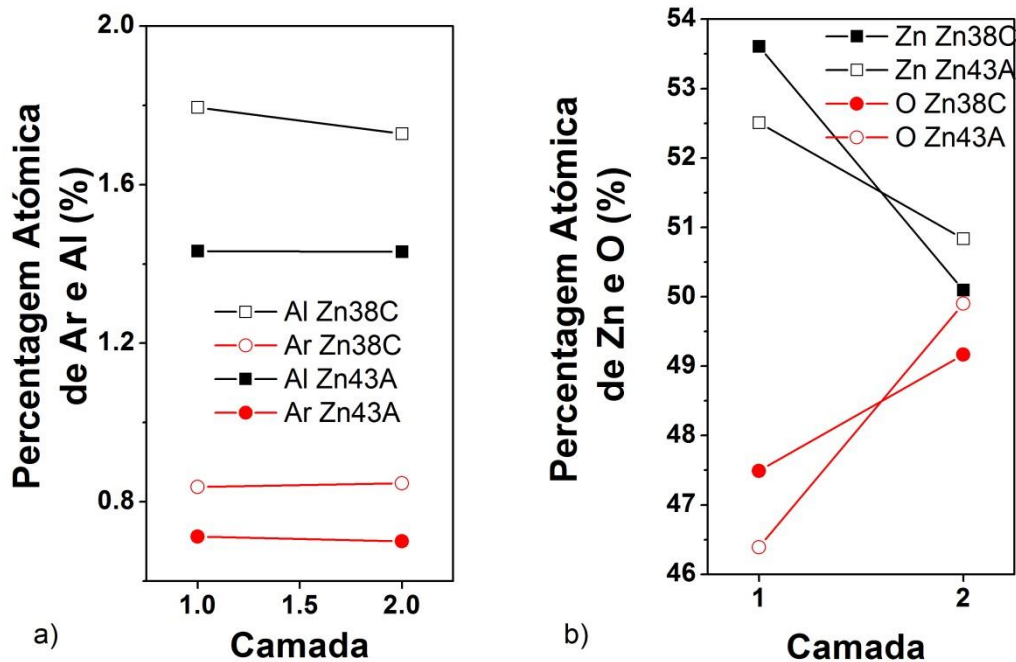 2.0
1.6
1.2
0.8
Percentagem Atómica
de Ar e Al (%)
Al Zn38C
Ar Zn38C
Al Zn43A
Ar Zn43A
1.0
1.5
2.0
Camada
a)
54
53
52
51
50
49
48
47
46
Percentagem Atómica
de Zn e O (%)
Zn Zn38C
Zn Zn43A
O Zn38C
O Zn43A
1
2
Camada
b)